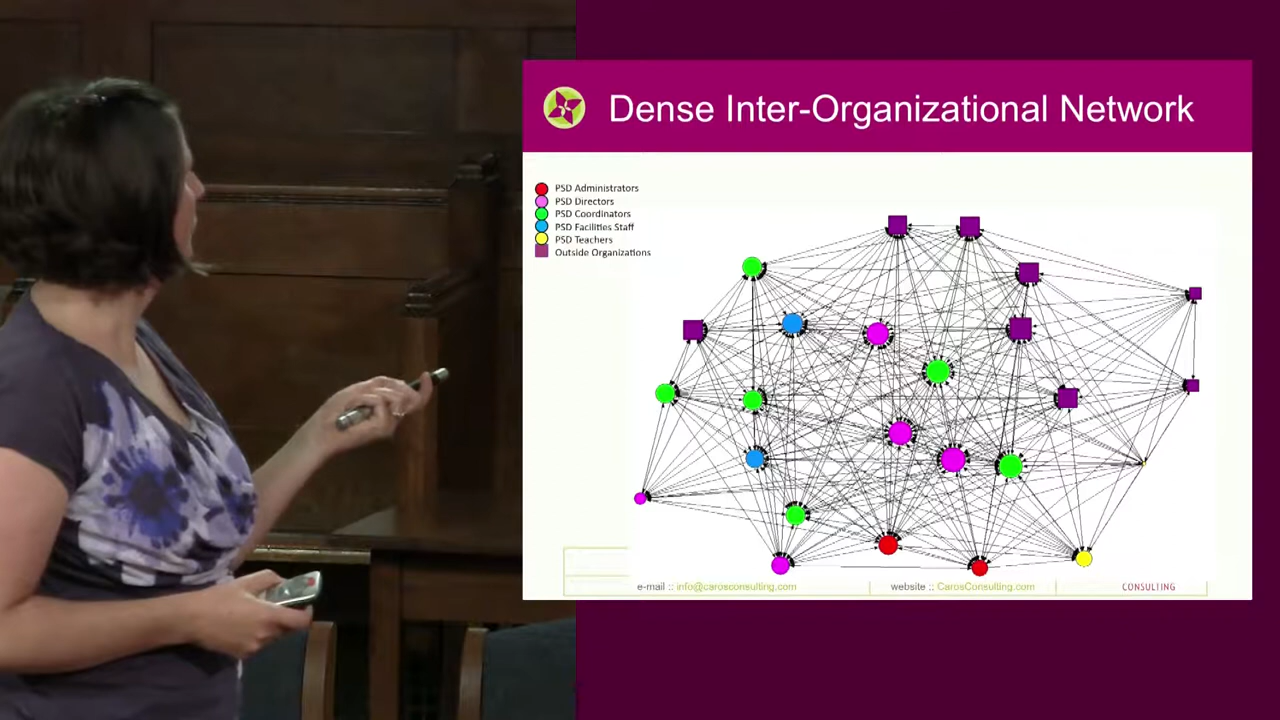 Dense Inter-Organizational Network
PSD Administrators
PSD Directors
PSD Coordinators
PSD Facilities Staff
PSD Teachers
Outside Organizations
e-mail :: info@carosconsulting.com
website :: CarosConsulting.com
CONSULTING